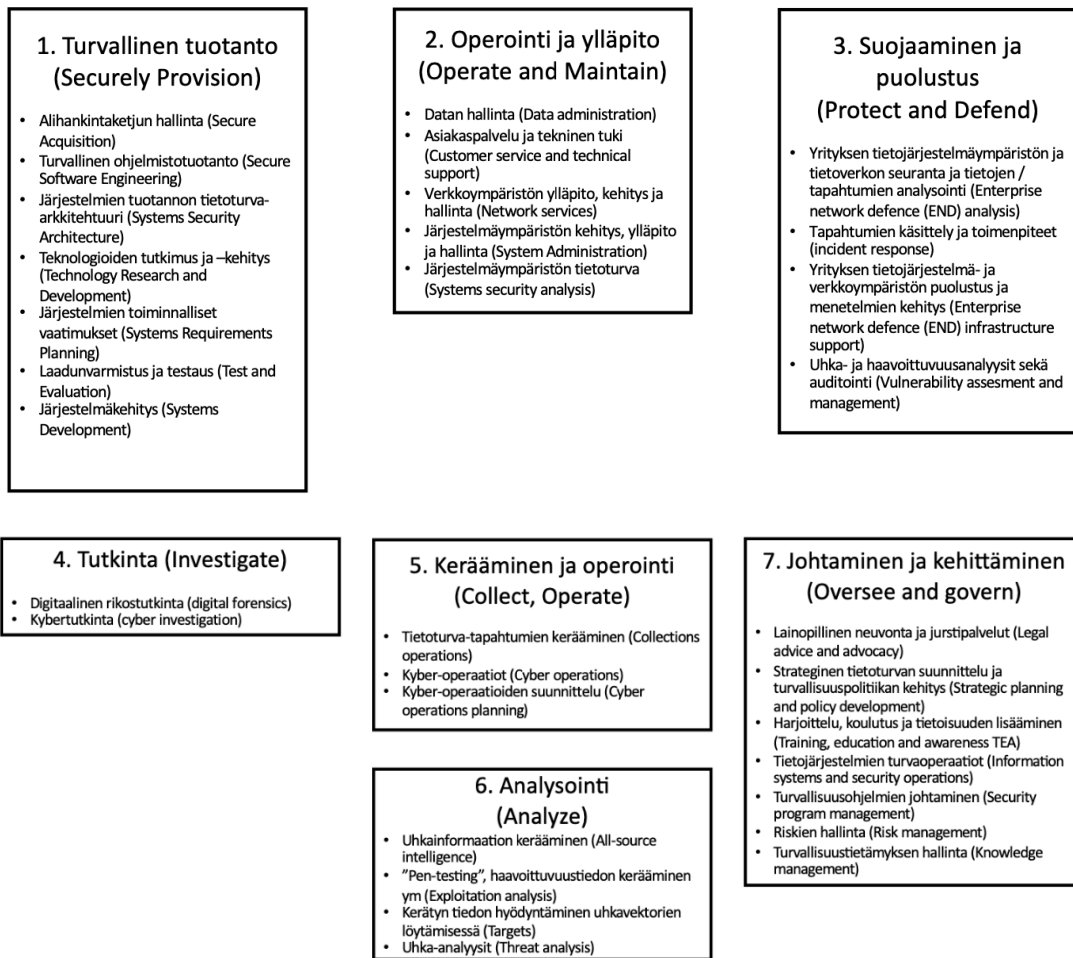 1. Turvallinen tuotanto
(Securely Provision)
• Alihankintaketjun hallinta (Secure
Acquisition)
• Turvallinen ohjelmistotuotanto (Secure
Software Engineering)
• Järjestelmien tuotannon tietoturva-
arkkitehtuuri (Systems Security
Architecture)
• Teknologioiden tutkimus ja –kehitys
(Technology Research and
Development)
• Järjestelmien toiminnalliset
vaatimukset (Systems Requirements
Planning)
• Laadunvarmistus ja testaus (Test and
Evaluation)
• Järjestelmäkehitys (Systems
Development)
2. Operointi ja ylläpito
(Operate and Maintain)
• Datan hallinta (Data administration)
• Asiakaspalvelu ja tekninen tuki
(Customer service and technical
support)
• Verkkoympäristön ylläpito, kehitys ja
hallinta (Network services)
• Järjestelmäympäristön kehitys, ylläpito
ja hallinta (System Administration)
• Järjestelmäympäristön tietoturva
(Systems security analysis)
3. Suojaaminen ja
puolustus
(Protect and Defend)
• Yrityksen tietojärjestelmäympäristön ja
tietoverkon seuranta ja tietojen /
tapahtumien analysointi (Enterprise
network defence (END) analysis)
• Tapahtumien käsittely ja toimenpiteet
(incident response)
• Yrityksen tietojärjestelmä- ja
verkkoympäristön puolustus ja
menetelmien kehitys (Enterprise
network defence (END) infrastructure
support)
• Uhka- ja haavoittuvuusanalyysit sekä
auditointi (Vulnerability assesment and
management)
4. Tutkinta (Investigate)
• Digitaalinen rikostutkinta (digital forensics)
• Kybertutkinta (cyber investigation)
5. Kerääminen ja operointi
(Collect, Operate)
• Tietoturva-tapahtumien kerääminen (Collections
operations)
• Kyber-operaatiot (Cyber operations)
• Kyber-operaatioiden suunnittelu (Cyber
operations planning)
6. Analysointi
(Analyze)
• Uhkainformaation kerääminen (All-source
intelligence)
• ”Pen-testing”, haavoittuvuustiedon kerääminen
ym (Exploitation analysis)
• Kerätyn tiedon hyödyntäminen uhkavektorien
löytämisessä (Targets)
• Uhka-analyysit (Threat analysis)
7. Johtaminen ja kehittäminen
(Oversee and govern)
• Lainopillinen neuvonta ja jurstipalvelut (Legal
advice and advocacy)
• Strateginen tietoturvan suunnittelu ja
turvallisuuspolitiikan kehitys (Strategic planning
and policy development)
• Harjoittelu, koulutus ja tietoisuuden lisääminen
(Training, education and awareness TEA)
• Tietojärjestelmien turvaoperaatiot (Information
systems and security operations)
• Turvallisuusohjelmien johtaminen (Security
program management)
• Riskien hallinta (Risk management)
• Turvallisuustietämyksen hallinta (Knowledge
management)